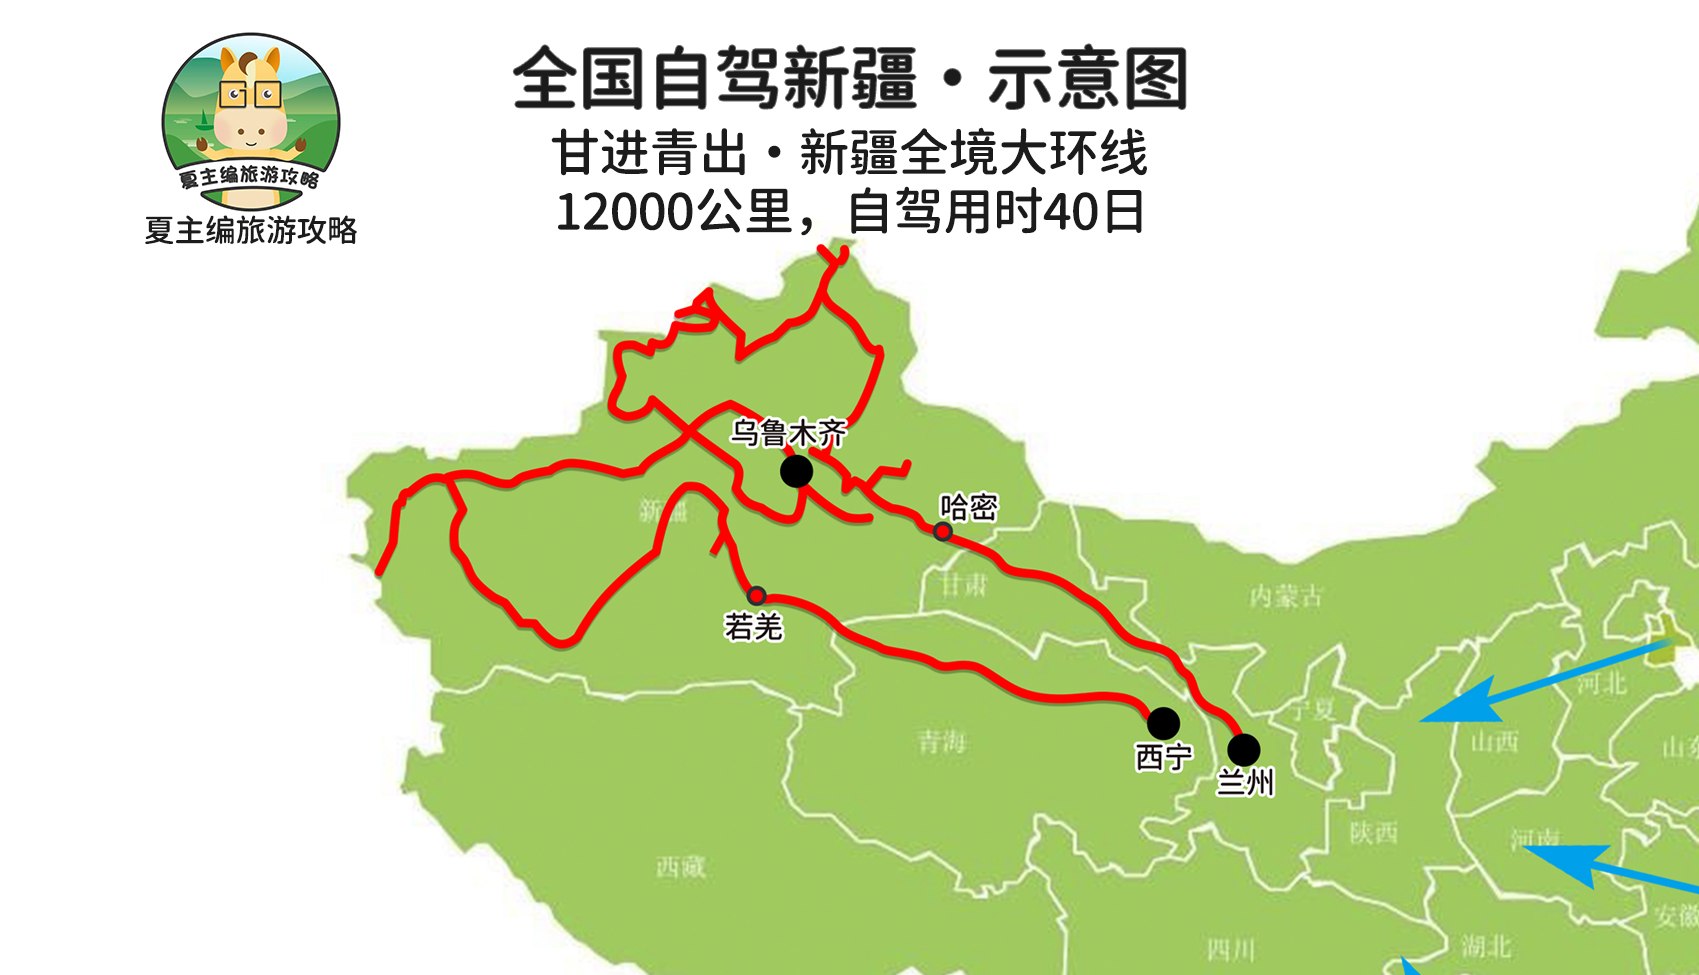 全国自驾新疆·示意图
甘进青出·新疆全境大环线
12000公里，自驾用时40日
夏主编旅游攻略
夏主编旅游攻略
乌鲁木齐
哈密
新疆
甘肃
内蒙古
若羌
河北
宁夏
青海
山西
山东
西宁
兰州
陕西
河南
西藏
安徽
四川
湖北